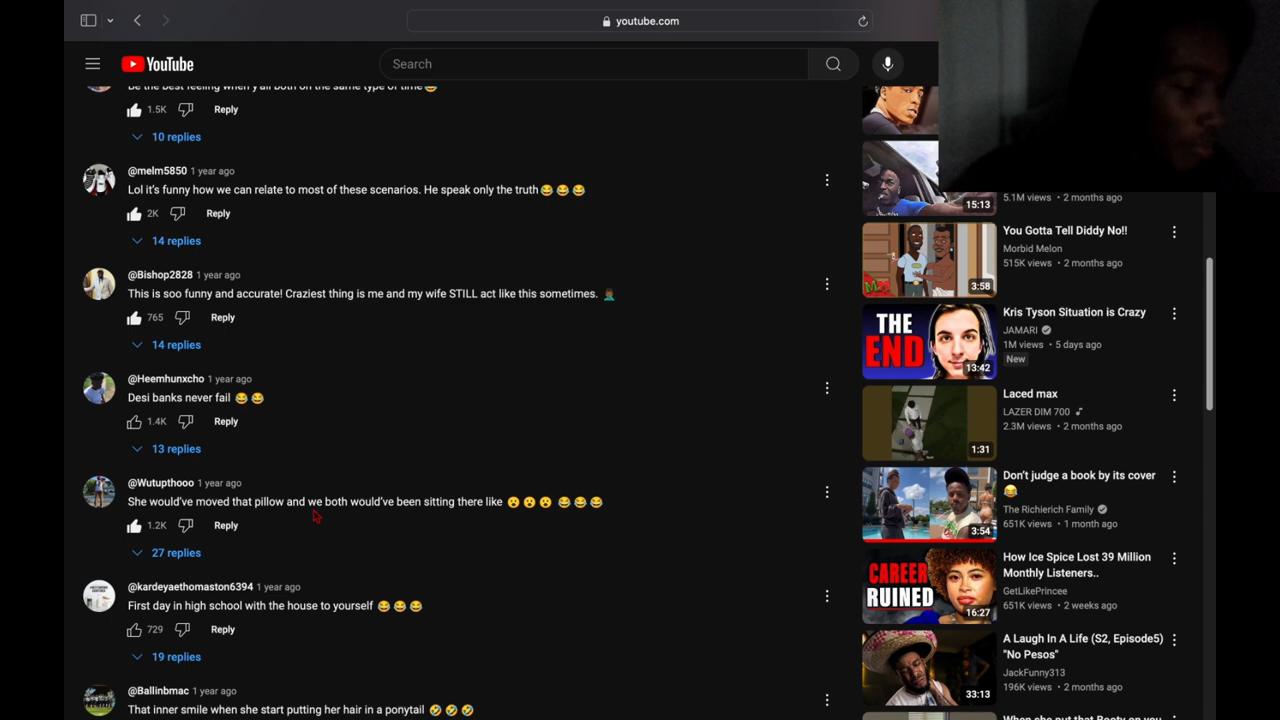 youtube.com
YouTube
Search
Be the best feeling when y'all both on the same type of time😂
1.5K Reply
10 replies
@melm5850 1 year ago
Lol it's funny how we can relate to most of these scenarios. He speak only the truth😂 😂 😂
2K Reply
14 replies
@Bishop2828 1 year ago
This is soo funny and accurate! Craziest thing is me and my wife STILL act like this sometimes. 🤦🏾‍♂️
765 Reply
14 replies
@Heemhunxcho 1 year ago
Desi banks never fail 😂 😂
1.4K Reply
13 replies
@Wutupthooo 1 year ago
She would've moved that pillow and we both would've been sitting there like 😮 😮 😮 😂 😂 😂
1.2K Reply
27 replies
@kardeyaethomaston6394 1 year ago
First day in high school with the house to yourself 😂 😂 😂
729 Reply
19 replies
@Ballinbmac 1 year ago
That inner smile when she start putting her hair in a ponytail 🤣 🤣 🤣
15:13
5.1M views • 2 months ago
3:58
You Gotta Tell Diddy No!!
Morbid Melon
515K views • 2 months ago
THE
END
13:42
Kris Tyson Situation is Crazy
JAMARI
1M views • 5 days ago
New
1:31
Laced max
LAZER DIM 700
2.3M views • 2 months ago
3:54
Don't judge a book by its cover
😂
The Richierich Family
651K views • 1 month ago
CAREER
RUINED
16:27
How Ice Spice Lost 39 Million
Monthly Listeners..
GetLikePrincee
651K views • 2 weeks ago
33:13
A Laugh In A Life (S2, Episode5)
"No Pesos"
JackFunny313
196K views • 2 months ago
When she put that Booty on you